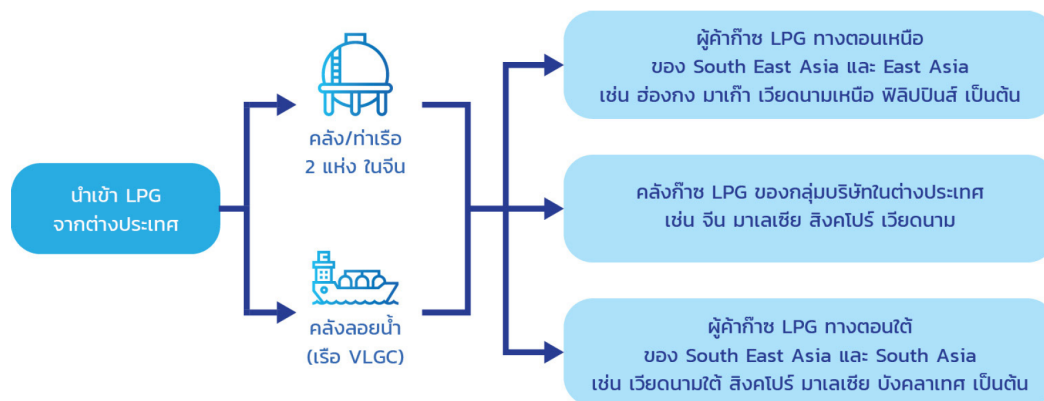 นำเข้า LPG
จากต่างประเทศ
คลัง/ท่าเรือ
2 แห่ง ในจีน
คลังลอยน้ำ
(เรือ VLGC)
ผู้ค้าก๊าซ LPG ทางตอนเหนือ
ของ South East Asia และ East Asia
เช่น ฮ่องกง มาเก๊า เวียดนามเหนือ ฟิลิปปินส์ เป็นต้น
คลังก๊าซ LPG ของกลุ่มบริษัทในต่างประเทศ
เช่น จีน มาเลเซีย สิงคโปร์ เวียดนาม
ผู้ค้าก๊าซ LPG ทางตอนใต้
ของ South East Asia และ South Asia
เช่น เวียดนามใต้ สิงคโปร์ มาเลเซีย บังคลาเทศ เป็นต้น